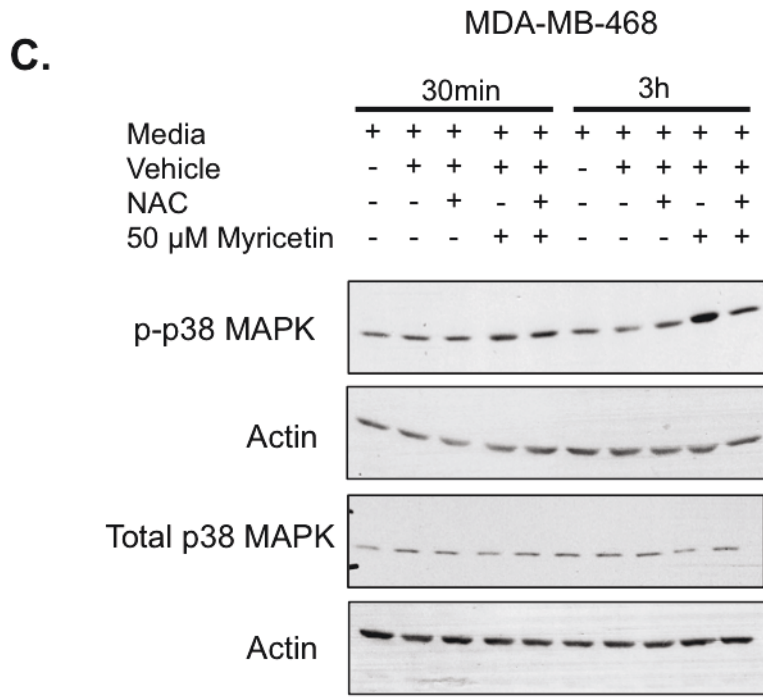 MDA-MB-468
C.
30min 3h
Media + + + + + + + + + +
Vehicle - + + + + - + + + +
NAC - - + - + - - + - +
50 µM Myricetin - - - + + - - - + +
p-p38 MAPK
Actin
Total p38 MAPK
Actin